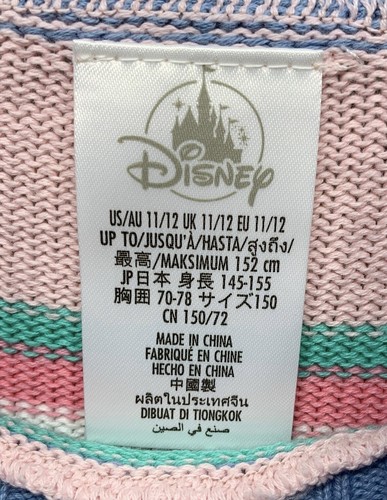 Disney
US/AU 11/12 UK 11/12 EU 11/12
UP TO/JUSQU'À/HASTA/สูงถึง/
最高/MAKSIMUM 152 cm
JP日本 身長 145-155
胸囲 70-78 サイズ150
CN 150/72
MADE IN CHINA
FABRIQUÉ EN CHINE
HECHO EN CHINA
中國製
ผลิตในประเทศจีน
DIBUAT DI TIONGKOK
صنع في الصين